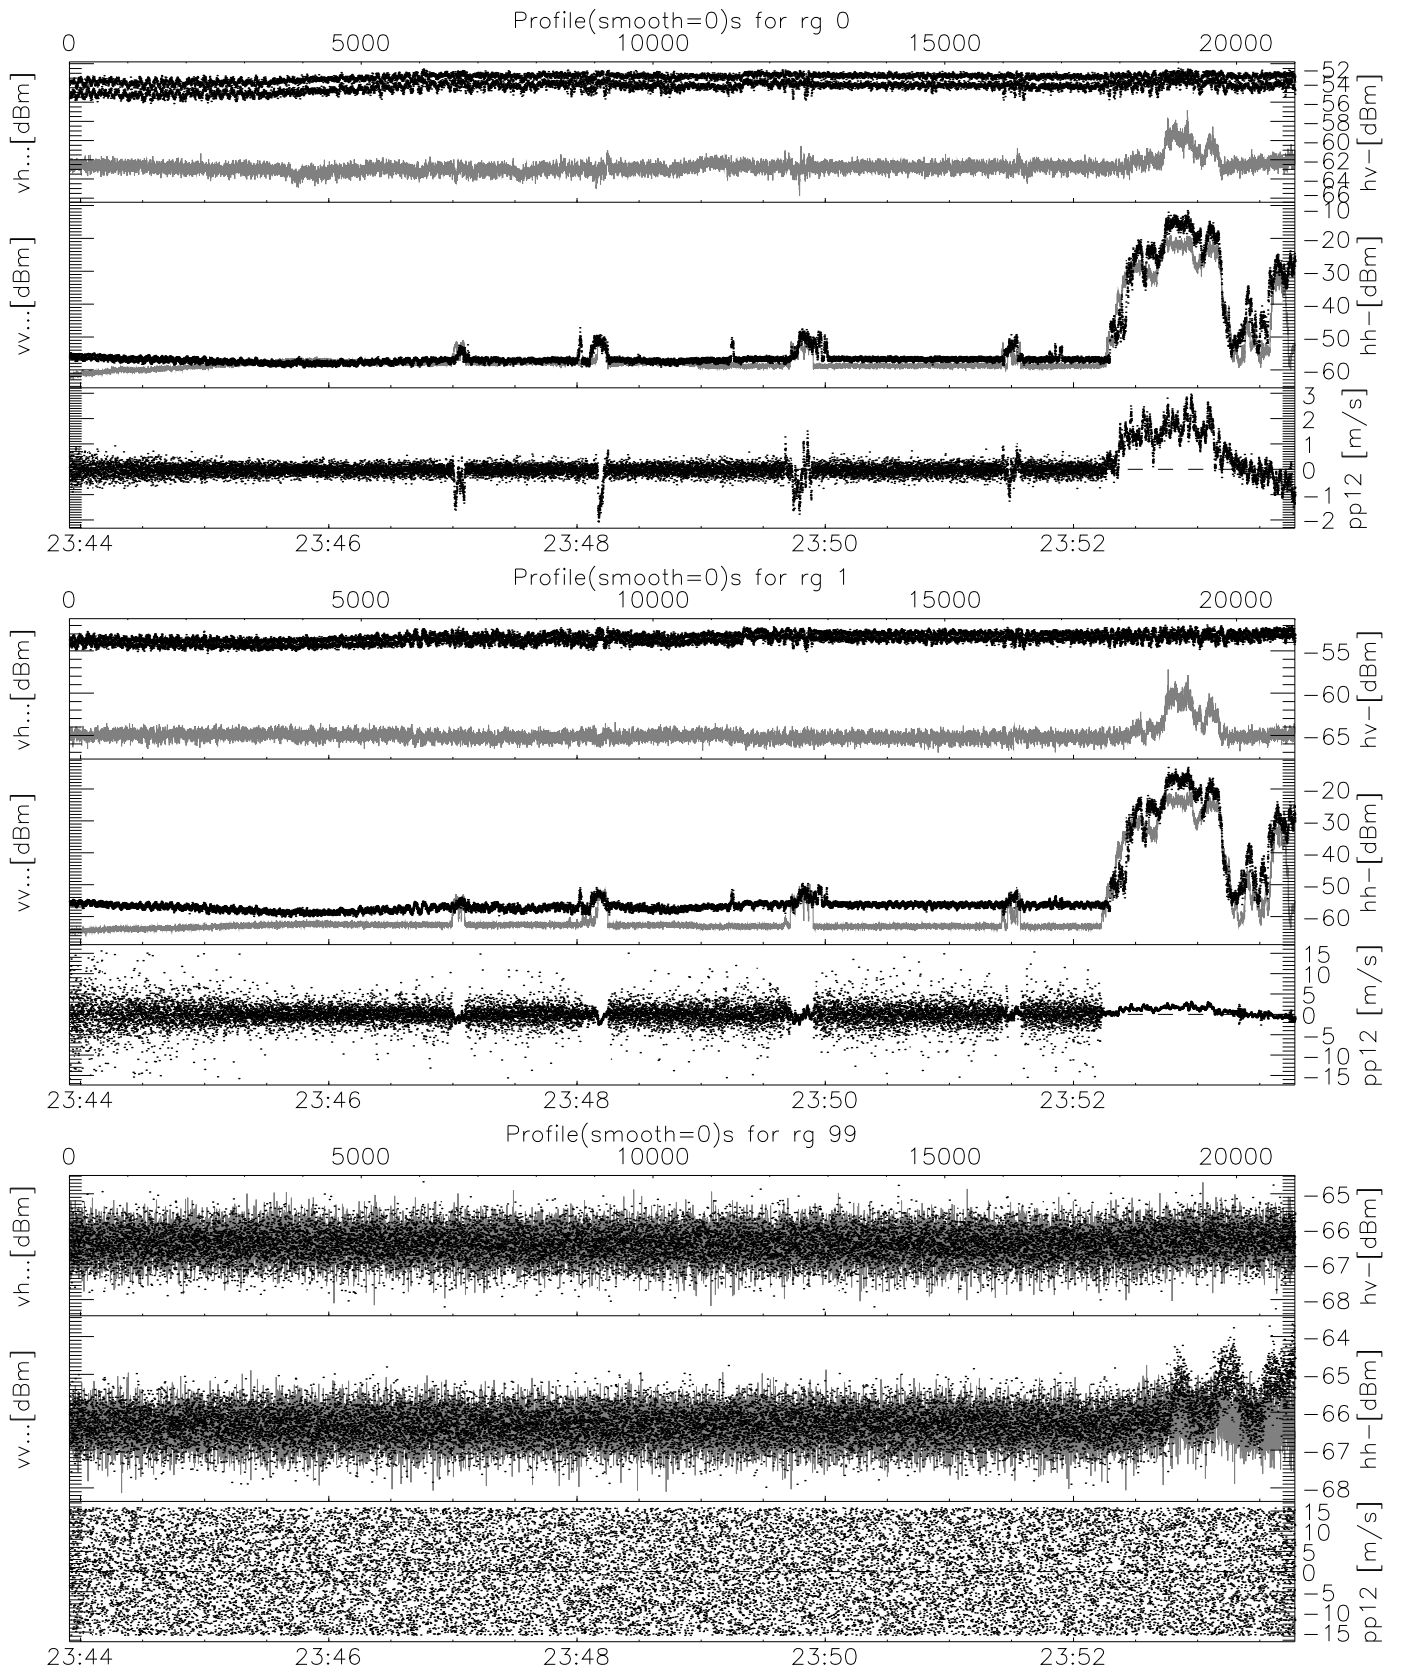 Profile(smooth=0)s for rg 0
0 5000 10000 15000 20000
vh...[dBm]
-52
-54
-56
-58
-60
-62
-64
-66
hv-[dBm]
vv...[dBm]
-10
-20
-30
-40
-50
-60
hh-[dBm]
3
2
1
0
-1
-2
pp12 [m/s]
23:44 23:46 23:48 23:50 23:52
Profile(smooth=0)s for rg 1
0 5000 10000 15000 20000
vh...[dBm]
-55
-60
-65
hv-[dBm]
vv...[dBm]
-20
-30
-40
-50
-60
hh-[dBm]
15
10
5
0
-5
-10
-15
pp12 [m/s]
23:44 23:46 23:48 23:50 23:52
Profile(smooth=0)s for rg 99
0 5000 10000 15000 20000
vh...[dBm]
-65
-66
-67
-68
hv-[dBm]
vv...[dBm]
-64
-65
-66
-67
-68
hh-[dBm]
15
10
5
0
-5
-10
-15
pp12 [m/s]
23:44 23:46 23:48 23:50 23:52